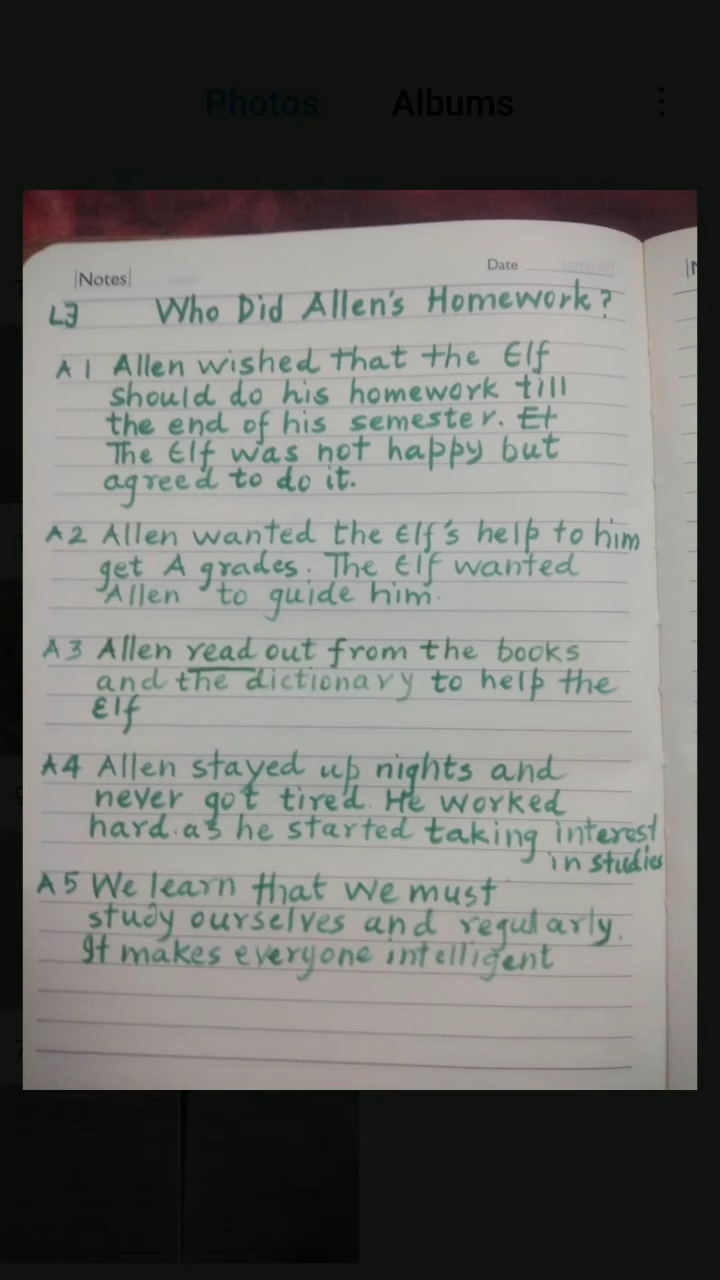 Photos Albums
Notes
Date
L3 Who Did Allen's Homework?
A 1 Allen wished that the Elf
should do his homework till
the end of his semester. Et
The Elf was not happy but
agreed to do it.
A2 Allen wanted the Elf's help to him
get A grades. The Elf wanted
Allen to guide him.
A3 Allen read out from the books
and the dictionary to help the
Elf
A4 Allen stayed up nights and
never got tired. He worked
hard.as he started taking interest
in studies
A5 We learn that we must
study ourselves and regularly.
It makes everyone intelligent